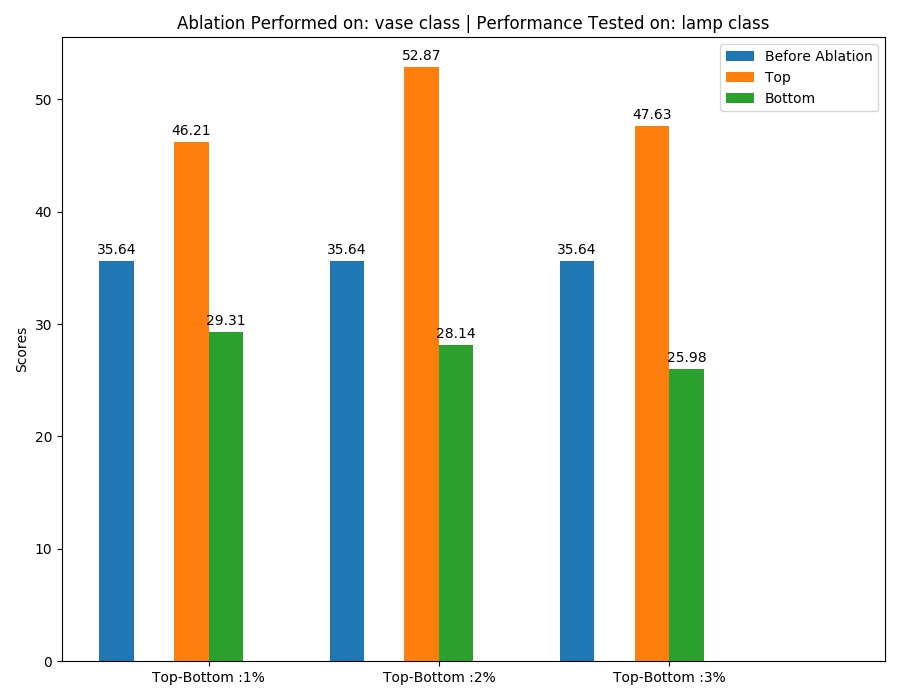 Ablation Performed on: vase class | Performance Tested on: lamp class
Before Ablation
Top
Bottom
Scores
50
40
30
20
10
0
35.64
46.21
29.31
35.64
52.87
28.14
35.64
47.63
25.98
Top-Bottom :1%
Top-Bottom :2%
Top-Bottom :3%